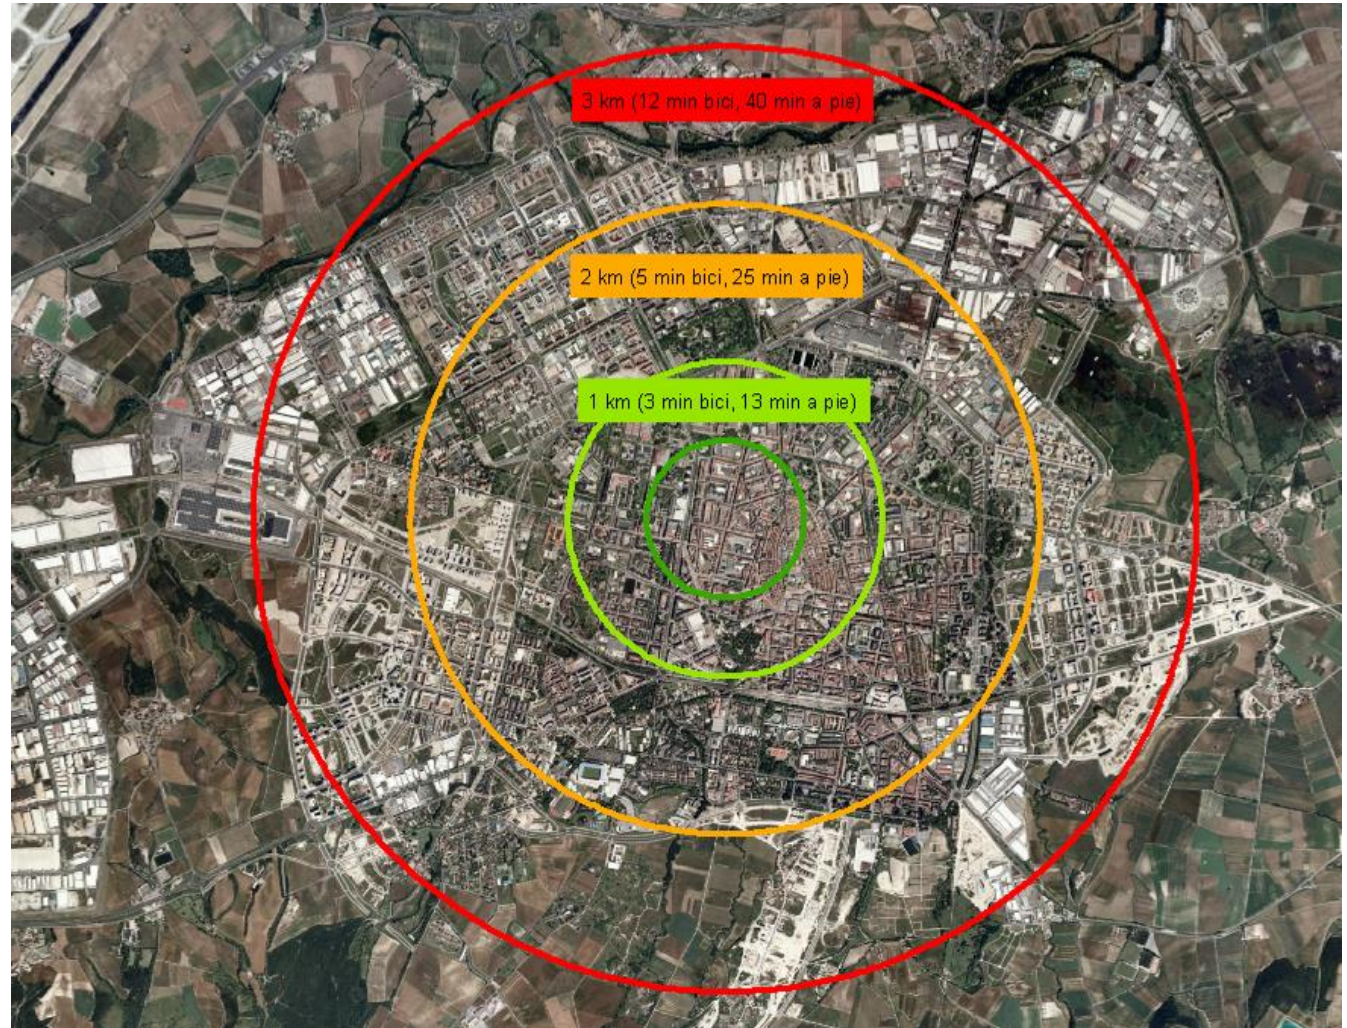 3 km (12 min bici, 40 min a pie)
2 km (5 min bici, 25 min a pie)
1 km (3 min bici, 13 min a pie)